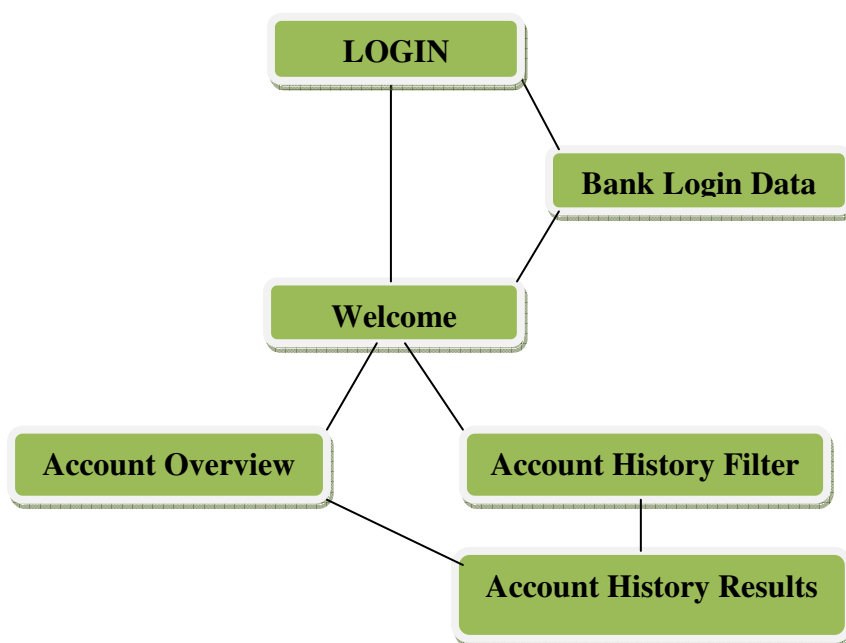 LOGIN
Bank Login Data
Welcome
Account Overview
Account History Filter
Account History Results